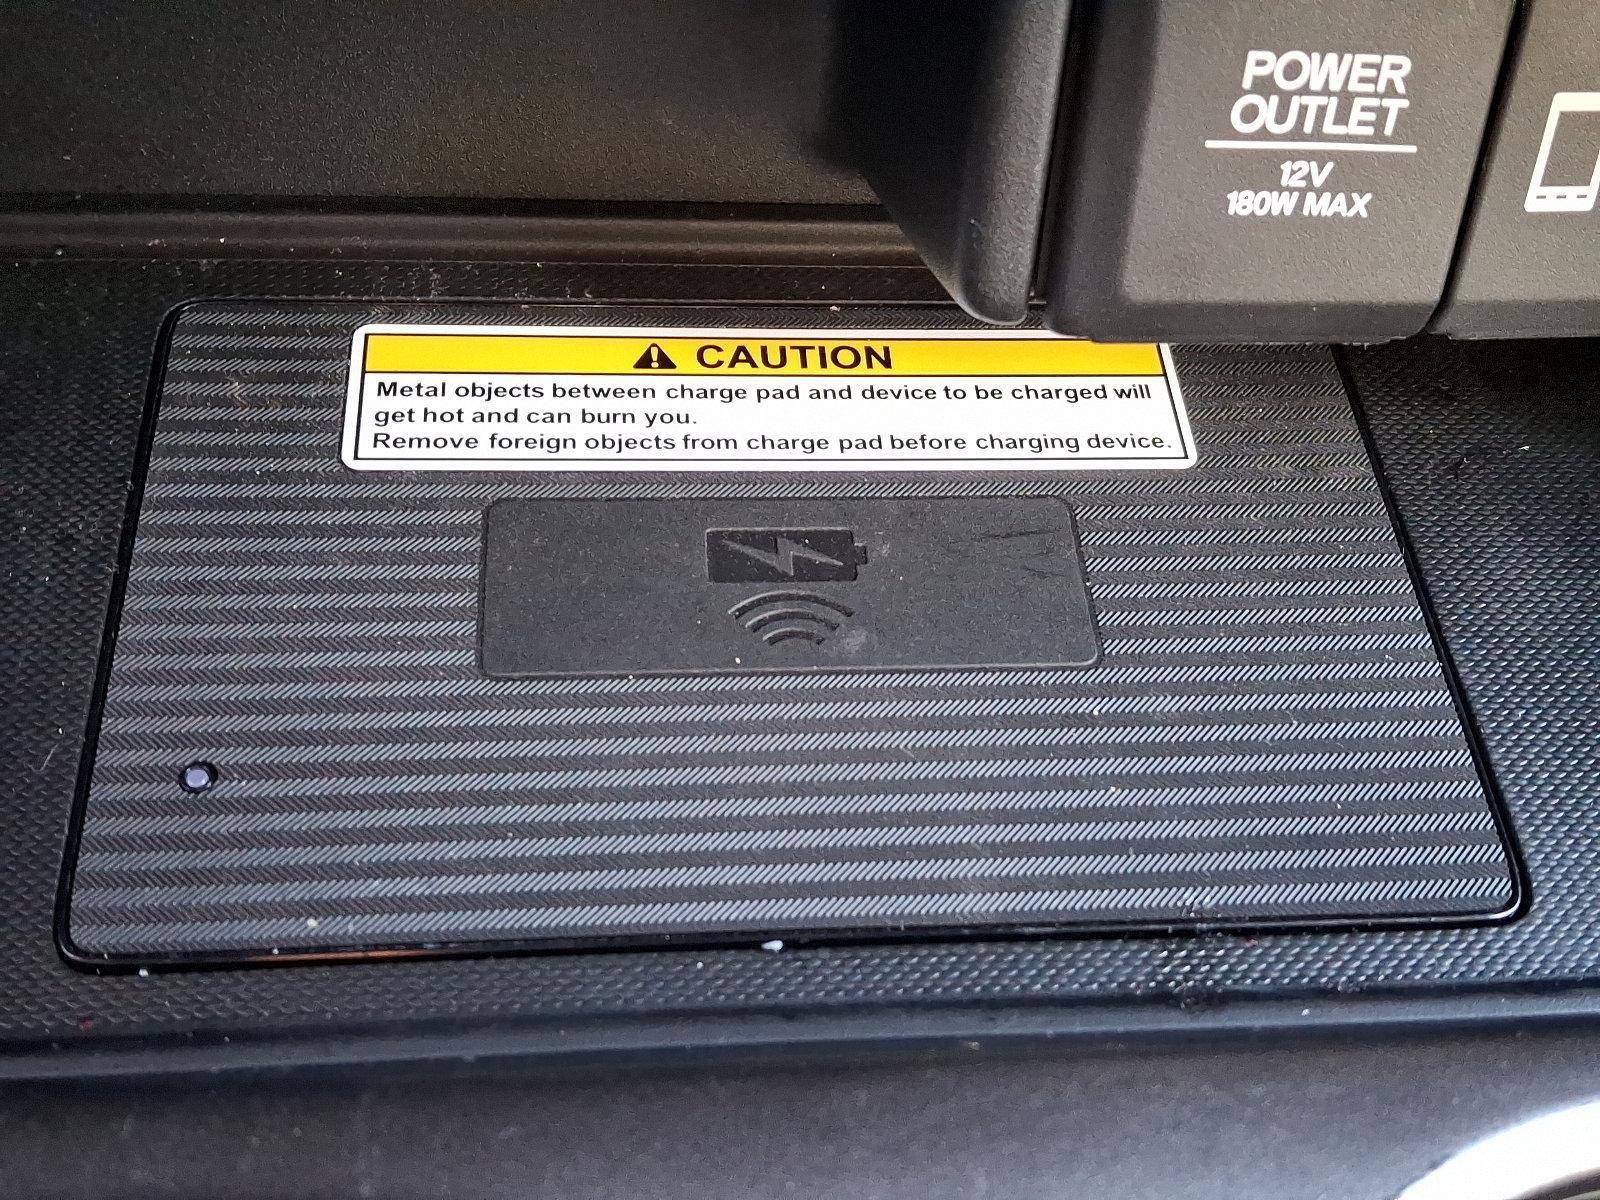 POWER
OUTLET
12V
180W MAX
CAUTION
Metal objects between charge pad and device to be charged will
get hot and can burn you.
Remove foreign objects from charge pad before charging device.